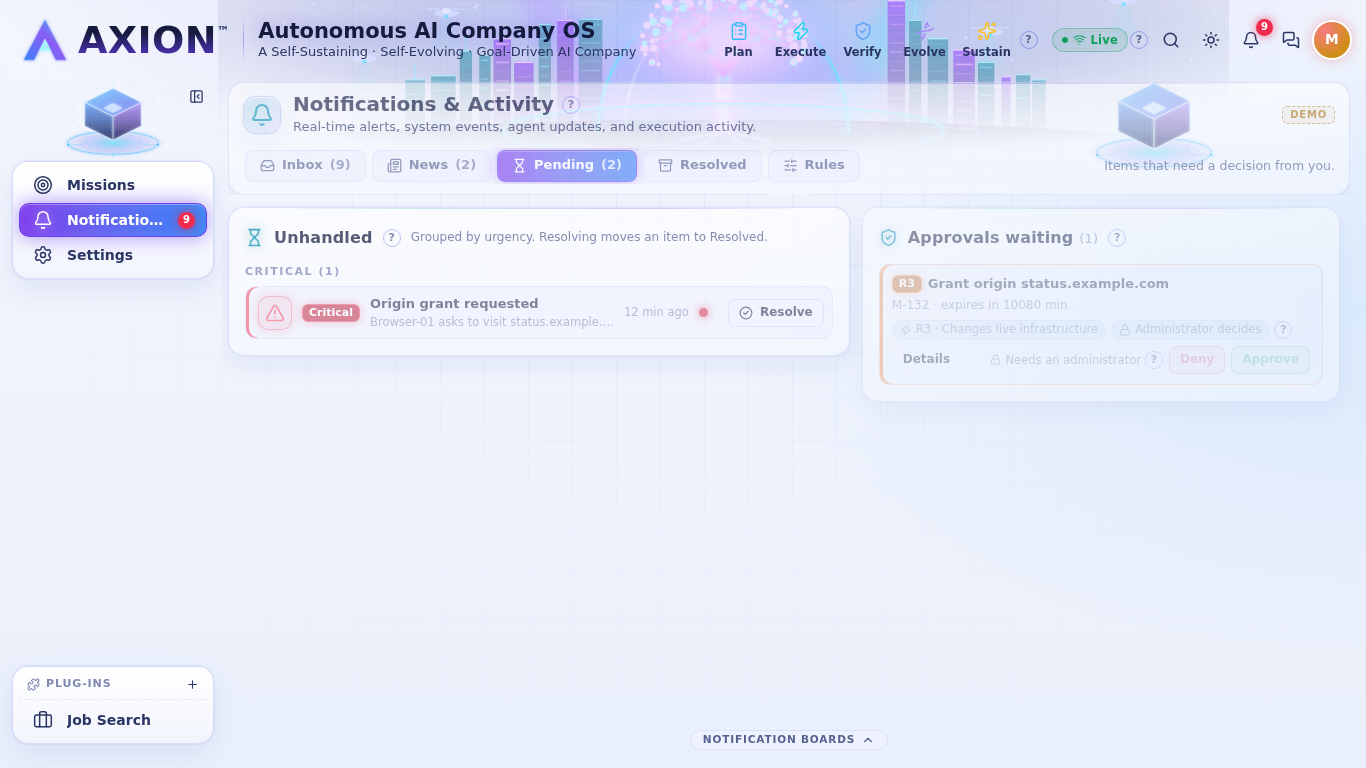 AXION™
Autonomous AI Company OS
A Self-Sustaining · Self-Evolving · Goal-Driven AI Company
Plan
Execute
Verify
Evolve
Sustain
?
Live
?
9
M
Notifications & Activity ?
Real-time alerts, system events, agent updates, and execution activity.
DEMO
Inbox (9)
News (2)
Pending (2)
Resolved
Rules
Items that need a decision from you.
Missions
Notificatio... 9
Settings
Unhandled ? Grouped by urgency. Resolving moves an item to Resolved.
CRITICAL (1)
Critical
Origin grant requested
Browser-01 asks to visit status.example....
12 min ago
Resolve
Approvals waiting (1) ?
R3 Grant origin status.example.com
M-132 · expires in 10080 min
R3 · Changes live infrastructure
Administrator decides ?
Details
Needs an administrator ?
Deny
Approve
PLUG-INS +
Job Search
NOTIFICATION BOARDS